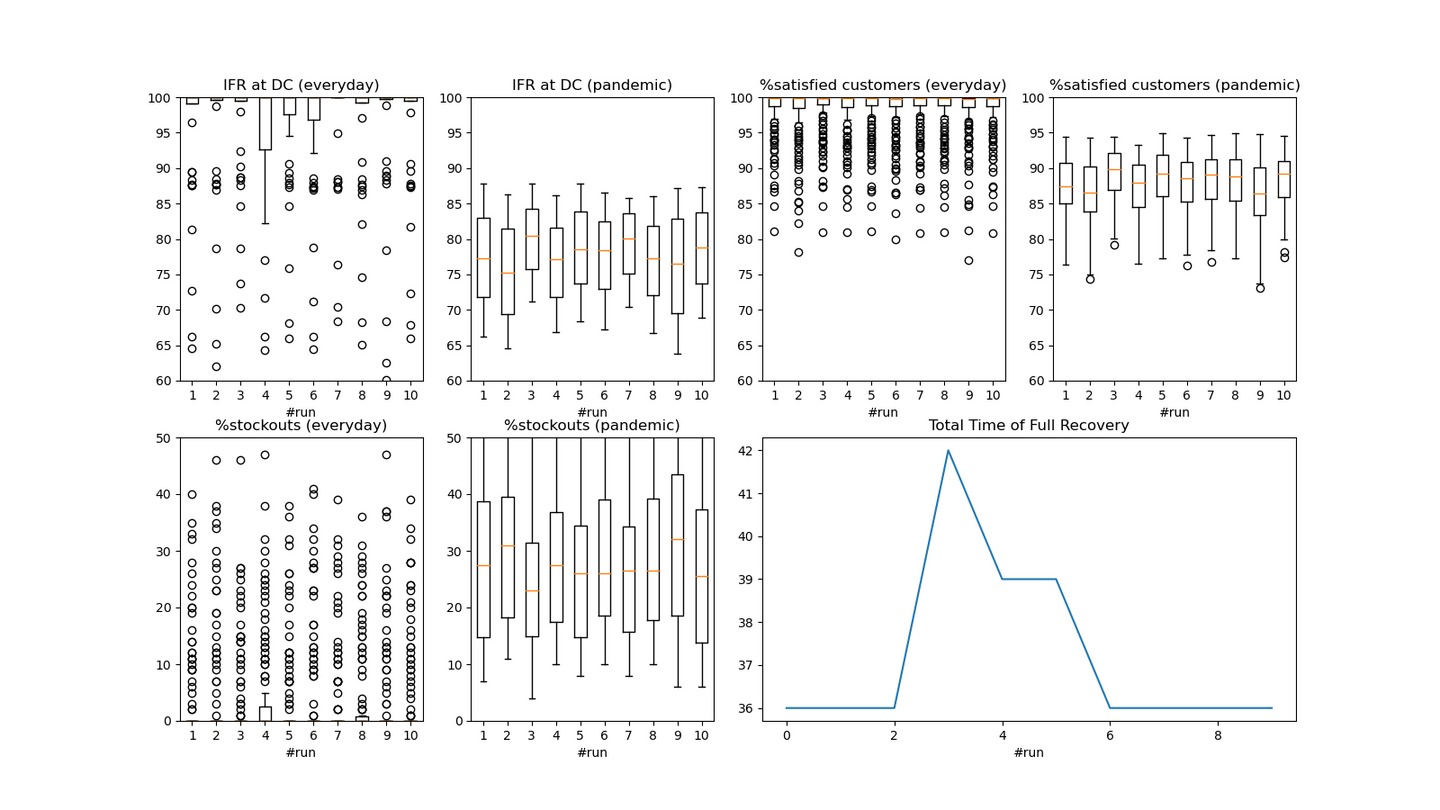 IFR at DC (everyday)
100
95
90
85
80
75
70
65
60
1 2 3 4 5 6 7 8 9 10
#run
IFR at DC (pandemic)
100
95
90
85
80
75
70
65
60
1 2 3 4 5 6 7 8 9 10
#run
%satisfied customers (everyday)
100
95
90
85
80
75
70
65
60
1 2 3 4 5 6 7 8 9 10
#run
%satisfied customers (pandemic)
100
95
90
85
80
75
70
65
60
1 2 3 4 5 6 7 8 9 10
#run
%stockouts (everyday)
50
40
30
20
10
0
1 2 3 4 5 6 7 8 9 10
#run
%stockouts (pandemic)
50
40
30
20
10
0
1 2 3 4 5 6 7 8 9 10
#run
Total Time of Full Recovery
42
41
40
39
38
37
36
0 2 4 6 8
#run